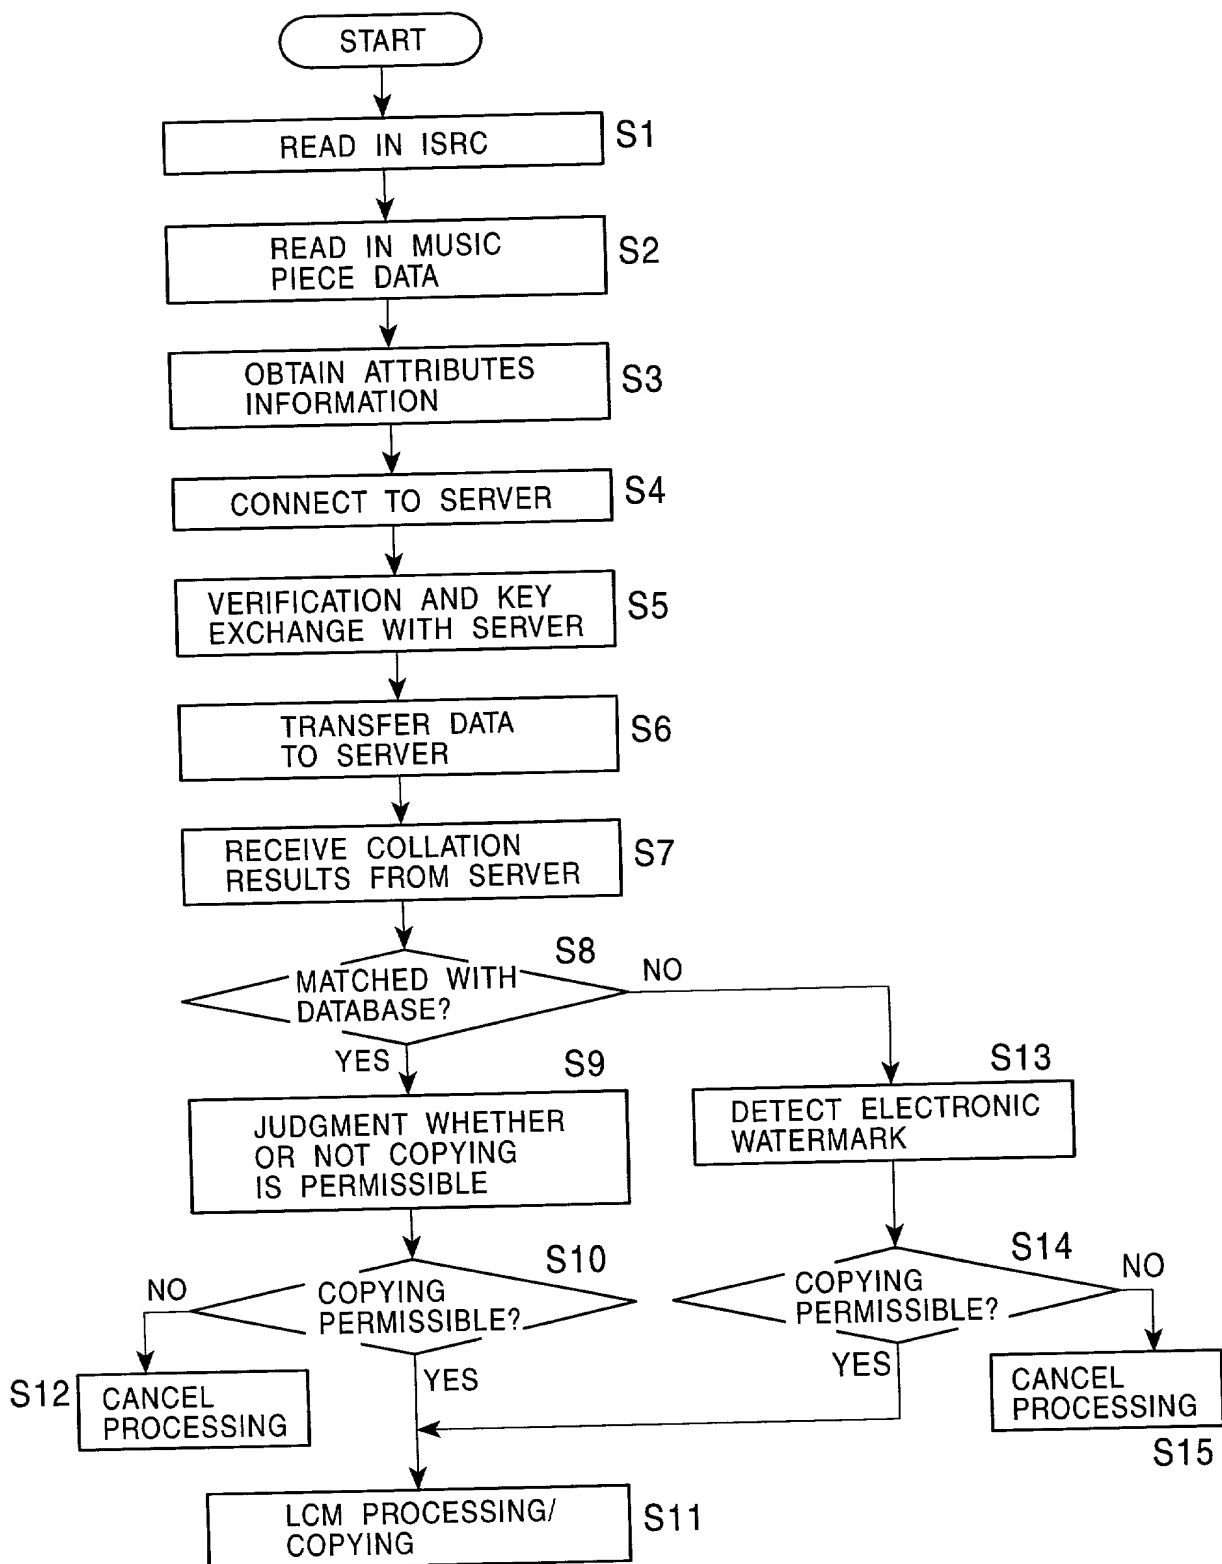 START
READ IN ISRC
S1
READ IN MUSIC
PIECE DATA
S2
OBTAIN ATTRIBUTES
INFORMATION
S3
CONNECT TO SERVER
S4
VERIFICATION AND KEY
EXCHANGE WITH SERVER
S5
TRANSFER DATA
TO SERVER
S6
RECEIVE COLLATION
RESULTS FROM SERVER
S7
S8
MATCHED WITH
DATABASE?
NO
YES
S9
JUDGMENT WHETHER
OR NOT COPYING
IS PERMISSIBLE
S13
DETECT ELECTRONIC
WATERMARK
S10
COPYING
PERMISSIBLE?
NO
YES
S14
COPYING
PERMISSIBLE?
NO
YES
S12
CANCEL
PROCESSING
CANCEL
PROCESSING
S15
LCM PROCESSING/
COPYING
S11